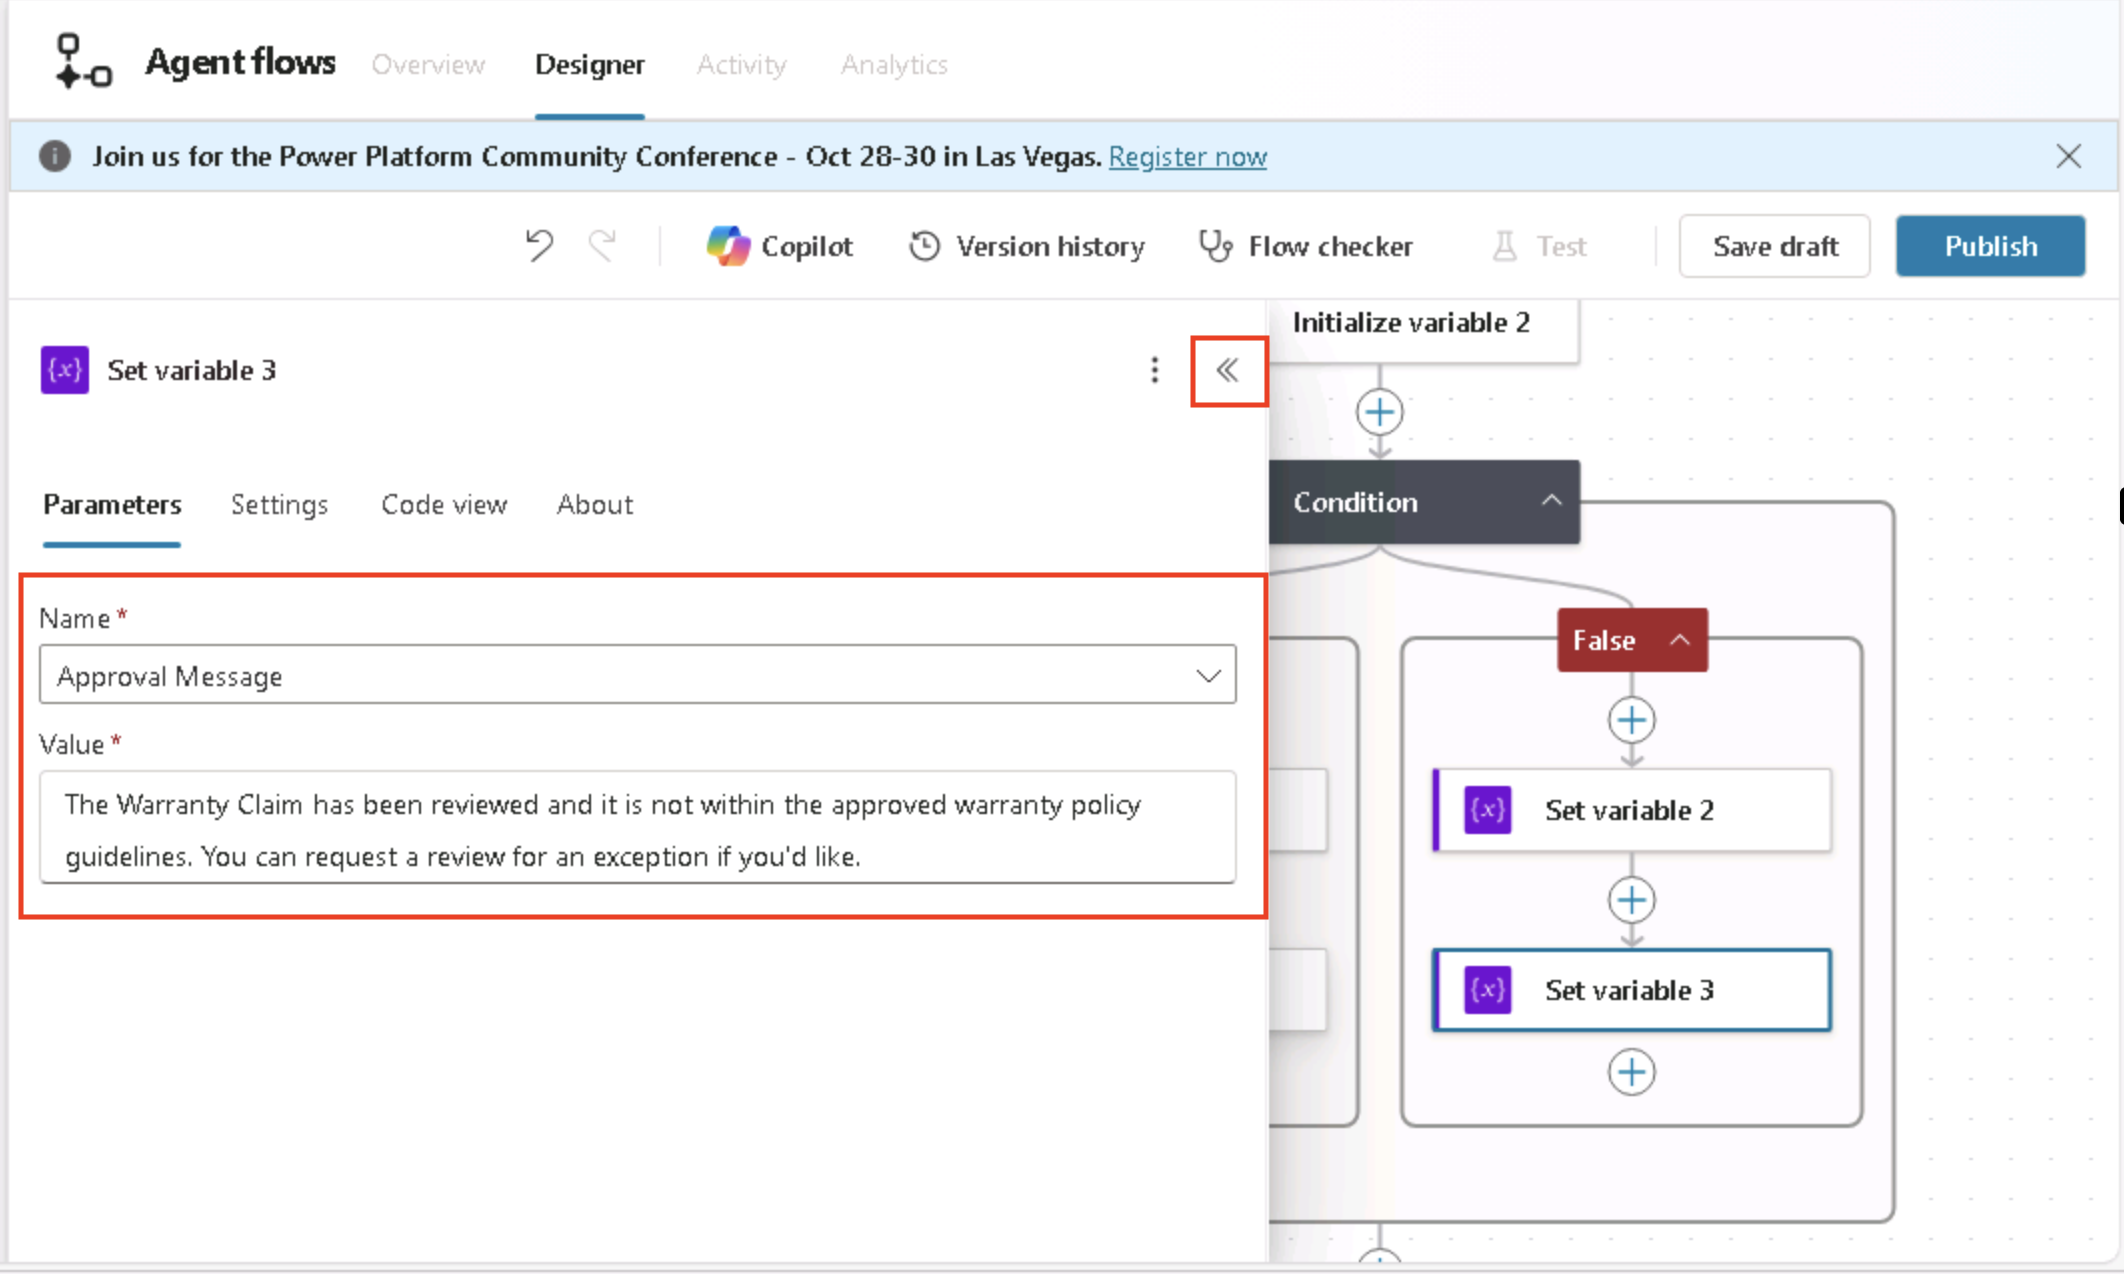 Agent flows Overview Designer Activity Analytics
Join us for the Power Platform Community Conference - Oct 28-30 in Las Vegas. Register now
Copilot Version history Flow checker Test Save draft Publish
Set variable 3
Parameters Settings Code view About
Name *
Approval Message
Value *
The Warranty Claim has been reviewed and it is not within the approved warranty policy
guidelines. You can request a review for an exception if you'd like.
Initialize variable 2
Condition
False
{x} Set variable 2
{x} Set variable 3